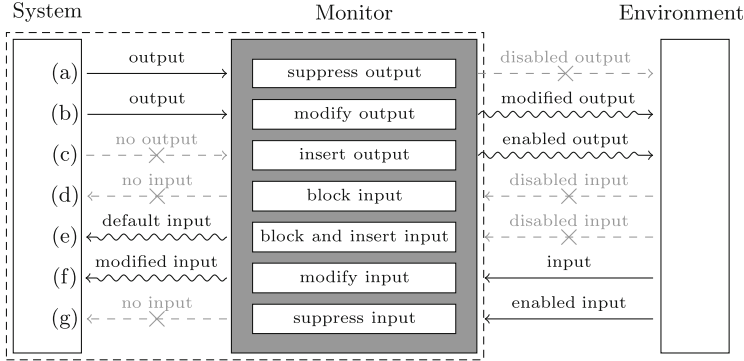 System Monitor Environment
(a) output suppress output disabled output
(b) output modify output modified output
(c) no output insert output enabled output
(d) no input block input disabled input
(e) default input block and insert input disabled input
(f) modified input modify input input
(g) no input suppress input enabled input